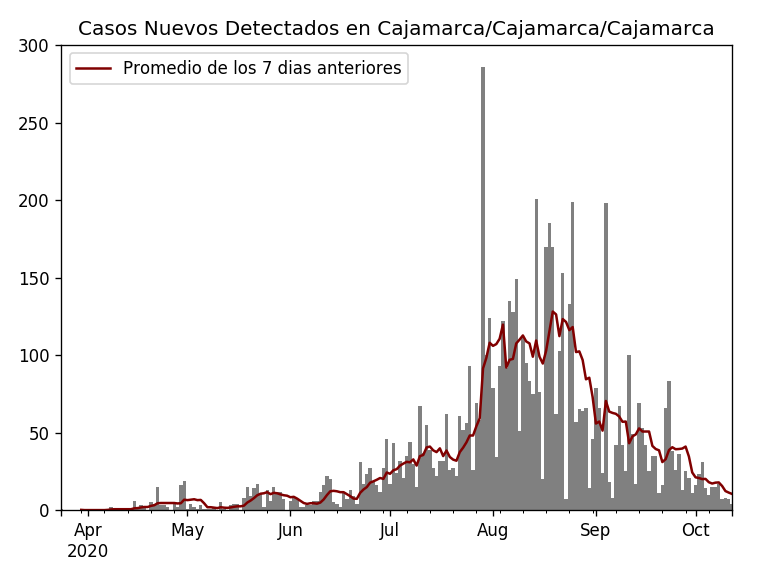 Casos Nuevos Detectados en Cajamarca/Cajamarca/Cajamarca
Promedio de los 7 dias anteriores
300
250
200
150
100
50
0
Apr May Jun Jul Aug Sep Oct
2020